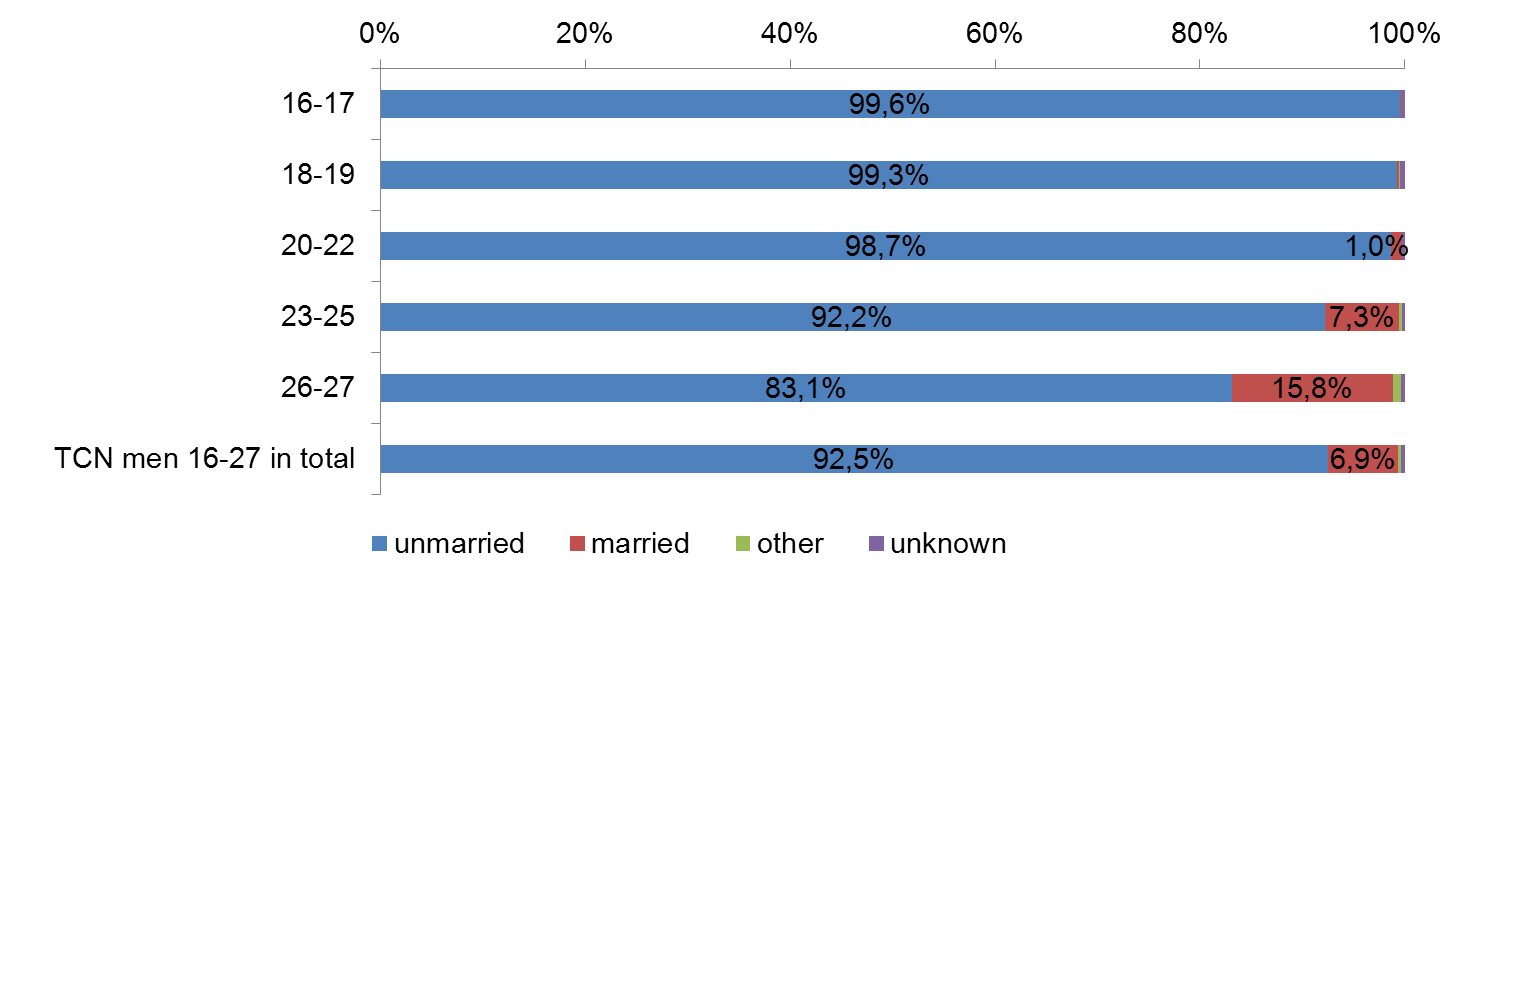 0% 20% 40% 60% 80% 100%
16-17 99,6%
18-19 99,3%
20-22 98,7% 1,0%
23-25 92,2% 7,3%
26-27 83,1% 15,8%
TCN men 16-27 in total 92,5% 6,9%
unmarried married other unknown